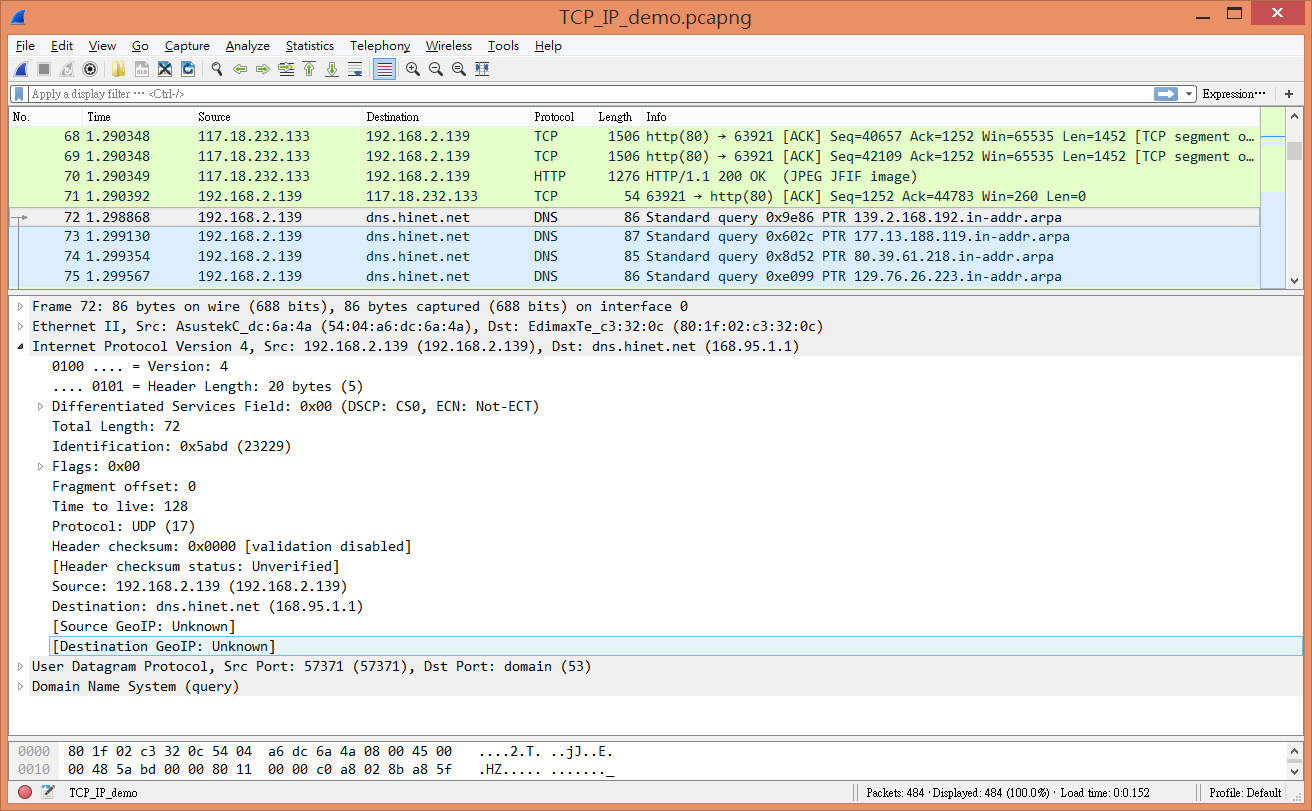 TCP_IP_demo.pcapng
File Edit View Go Capture Analyze Statistics Telephony Wireless Tools Help
Apply a display filter ··· <Ctrl-/> Expression··· +
No. Time Source Destination Protocol Length Info
68 1.290348 117.18.232.133 192.168.2.139 TCP 1506 http(80) → 63921 [ACK] Seq=40657 Ack=1252 Win=65535 Len=1452 [TCP segment o…
69 1.290348 117.18.232.133 192.168.2.139 TCP 1506 http(80) → 63921 [ACK] Seq=42109 Ack=1252 Win=65535 Len=1452 [TCP segment o…
70 1.290349 117.18.232.133 192.168.2.139 HTTP 1276 HTTP/1.1 200 OK (JPEG JFIF image)
71 1.290392 192.168.2.139 117.18.232.133 TCP 54 63921 → http(80) [ACK] Seq=1252 Ack=44783 Win=260 Len=0
72 1.298868 192.168.2.139 dns.hinet.net DNS 86 Standard query 0x9e86 PTR 139.2.168.192.in-addr.arpa
73 1.299130 192.168.2.139 dns.hinet.net DNS 87 Standard query 0x602c PTR 177.13.188.119.in-addr.arpa
74 1.299354 192.168.2.139 dns.hinet.net DNS 85 Standard query 0x8d52 PTR 80.39.61.218.in-addr.arpa
75 1.299567 192.168.2.139 dns.hinet.net DNS 86 Standard query 0xe099 PTR 129.76.26.223.in-addr.arpa
Frame 72: 86 bytes on wire (688 bits), 86 bytes captured (688 bits) on interface 0
Ethernet II, Src: AsustekC_dc:6a:4a (54:04:a6:dc:6a:4a), Dst: EdimaxTe_c3:32:0c (80:1f:02:c3:32:0c)
Internet Protocol Version 4, Src: 192.168.2.139 (192.168.2.139), Dst: dns.hinet.net (168.95.1.1)
0100 .... = Version: 4
.... 0101 = Header Length: 20 bytes (5)
Differentiated Services Field: 0x00 (DSCP: CS0, ECN: Not-ECT)
Total Length: 72
Identification: 0x5abd (23229)
Flags: 0x00
Fragment offset: 0
Time to live: 128
Protocol: UDP (17)
Header checksum: 0x0000 [validation disabled]
[Header checksum status: Unverified]
Source: 192.168.2.139 (192.168.2.139)
Destination: dns.hinet.net (168.95.1.1)
[Source GeoIP: Unknown]
[Destination GeoIP: Unknown]
User Datagram Protocol, Src Port: 57371 (57371), Dst Port: domain (53)
Domain Name System (query)
0000 80 1f 02 c3 32 0c 54 04 a6 dc 6a 4a 08 00 45 00 ....2.T. ..jJ..E.
0010 00 48 5a bd 00 00 80 11 00 00 c0 a8 02 8b a8 5f .HZ..... ......._
TCP_IP_demo Packets: 484 · Displayed: 484 (100.0%) · Load time: 0:0.152 Profile: Default